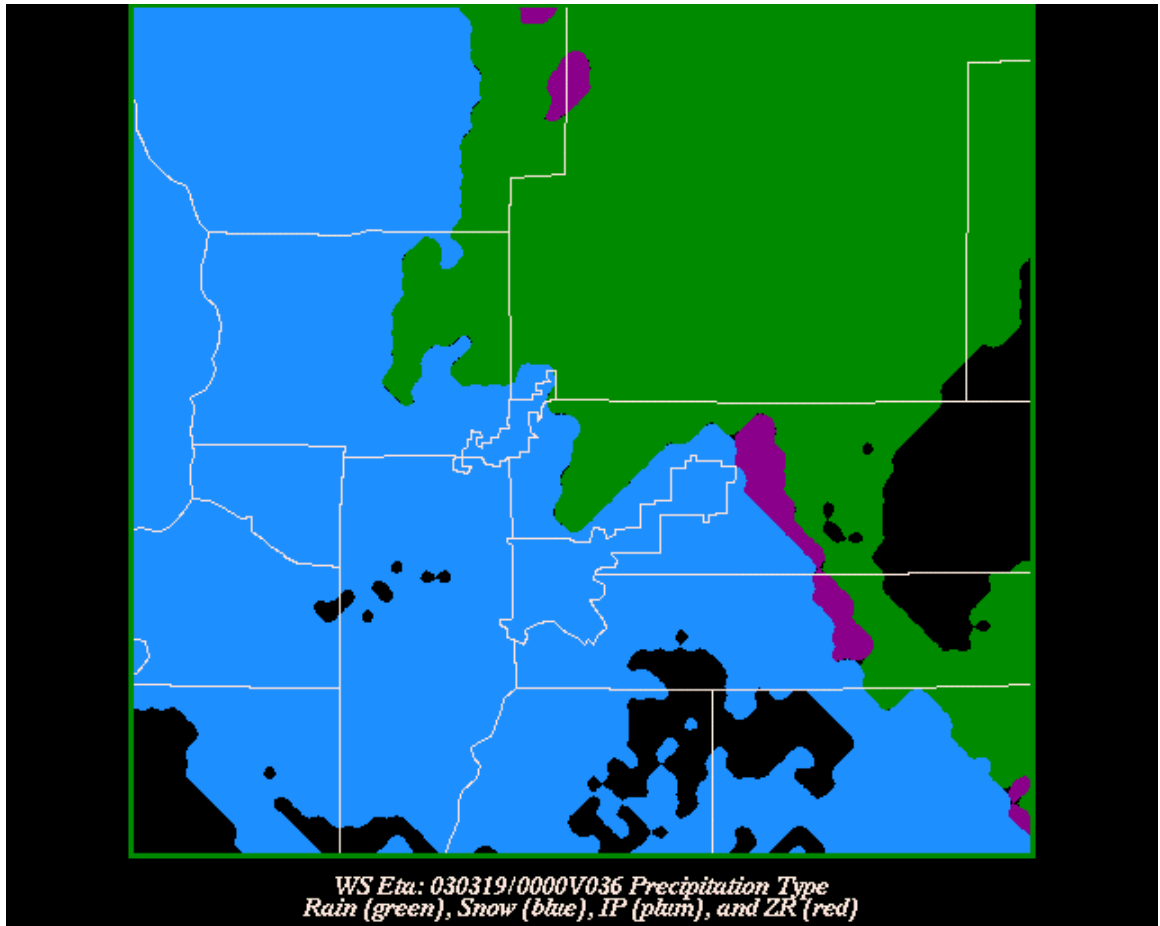 WS Eta: 030319/0000V036 Precipitation Type
Rain (green), Snow (blue), IP (plum), and ZR (red)